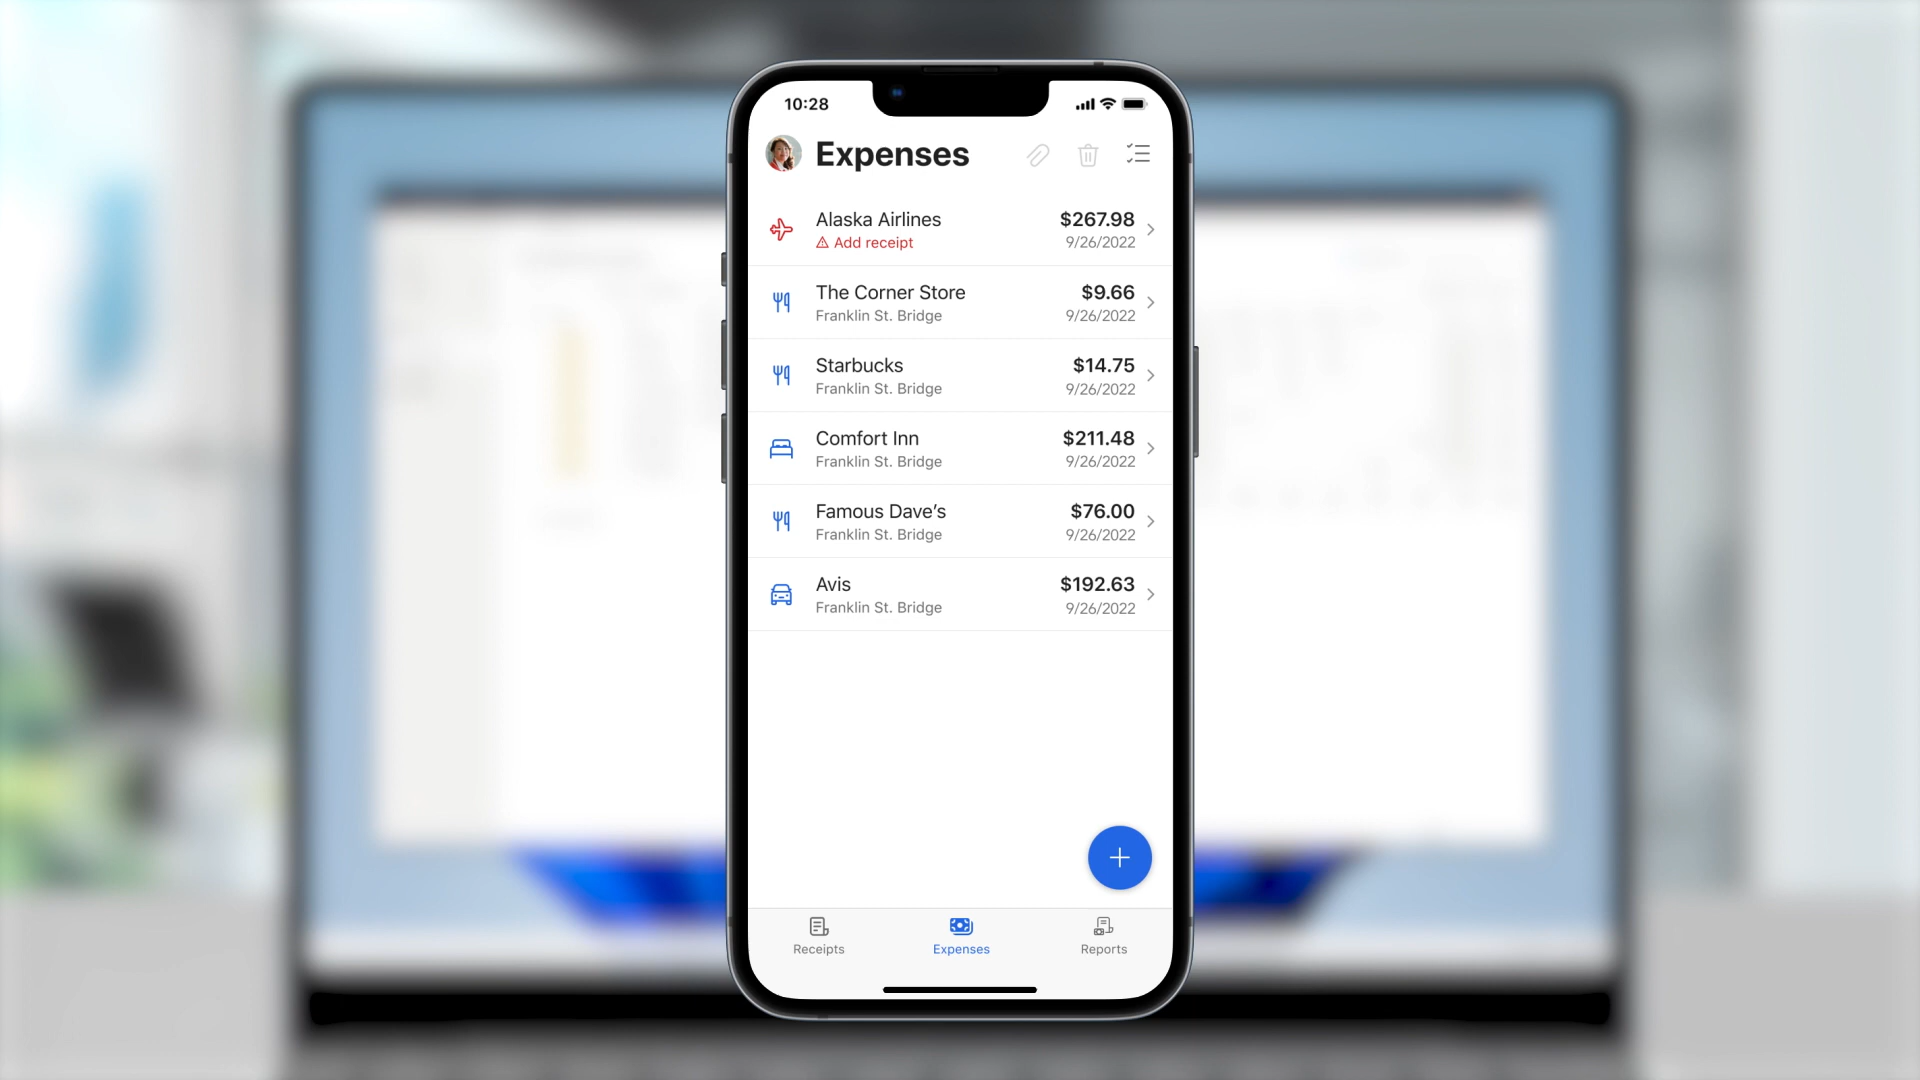 10:28
Expenses
Alaska Airlines $267.98
Add receipt 9/26/2022
The Corner Store $9.66
Franklin St. Bridge 9/26/2022
Starbucks $14.75
Franklin St. Bridge 9/26/2022
Comfort Inn $211.48
Franklin St. Bridge 9/26/2022
Famous Dave’s $76.00
Franklin St. Bridge 9/26/2022
Avis $192.63
Franklin St. Bridge 9/26/2022
Receipts Expenses Reports